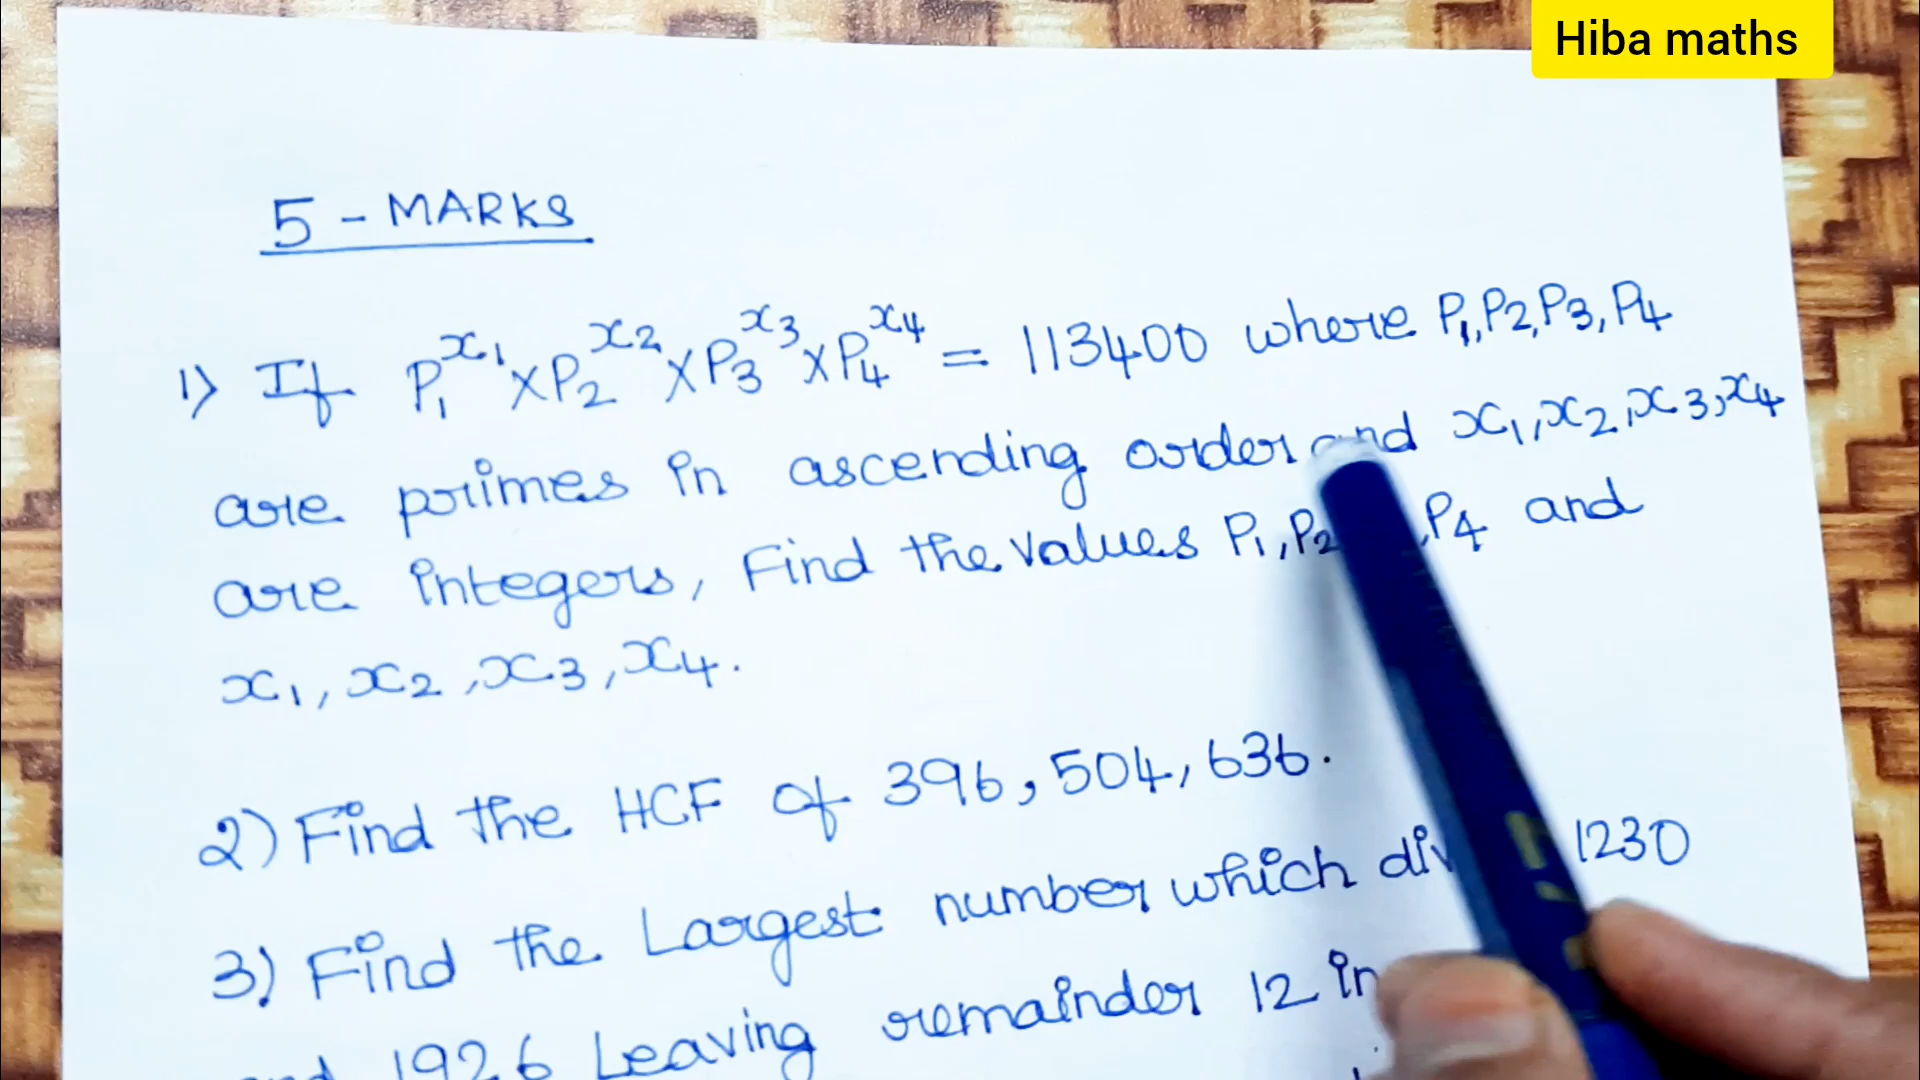 Hiba maths
5 - MARKS
1) If P₁^x₁ × P₂^x₂ × P₃^x₃ × P₄^x₄ = 113400 where P₁, P₂, P₃, P₄
are primes in ascending order and x₁, x₂, x₃, x₄
are integers, Find the values P₁, P₂ , P₄ and
x₁, x₂, x₃, x₄.
2) Find the HCF of 396, 504, 636.
3) Find the Largest number which 1230
1926 Leaving remainder 12 in